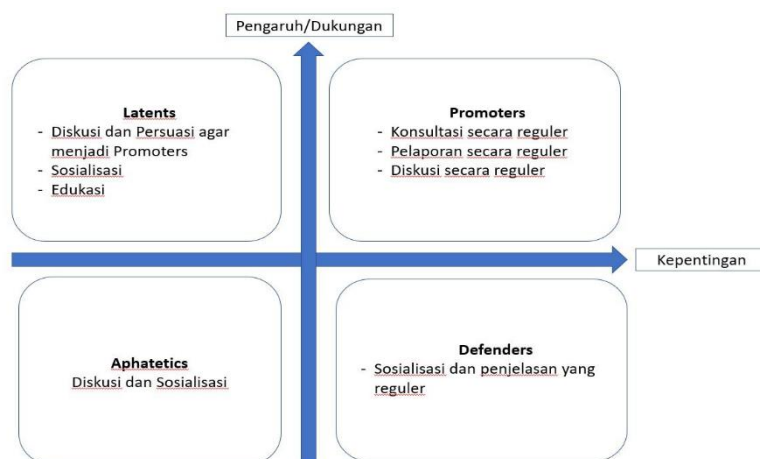 Pengaruh/Dukungan
Latents
- Diskusi dan Persuasi agar
menjadi Promoters
- Sosialisasi
- Edukasi
Promoters
- Konsultasi secara reguler
- Pelaporan secara reguler
- Diskusi secara reguler
Kepentingan
Aphatetics
Diskusi dan Sosialisasi
Defenders
- Sosialisasi dan penjelasan yang
reguler